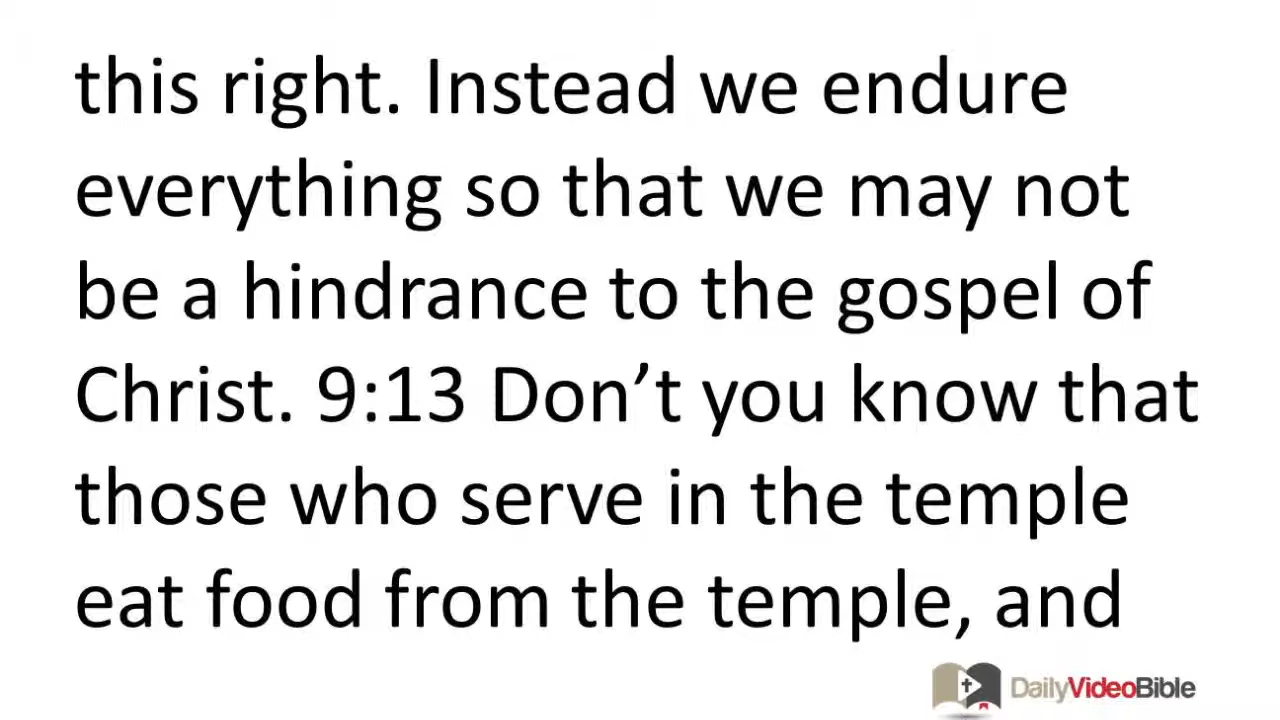 this right. Instead we endure
everything so that we may not
be a hindrance to the gospel of
Christ. 9:13 Don’t you know that
those who serve in the temple
eat food from the temple, and
DailyVideoBible